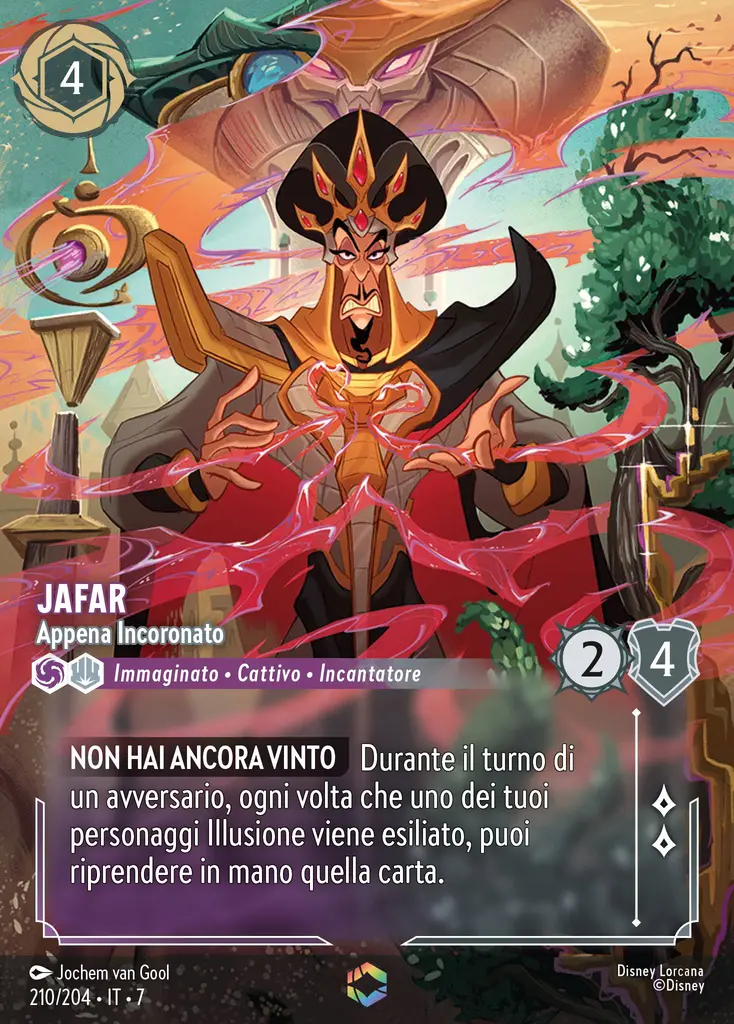 4
JAFAR
Appena Incoronato
Immaginato • Cattivo • Incantatore
2
4
NON HAI ANCORA VINTO Durante il turno di
un avversario, ogni volta che uno dei tuoi
personaggi Illusione viene esiliato, puoi
riprendere in mano quella carta.
Jochem van Gool
Disney Lorcana
210/204 • IT • 7
©Disney